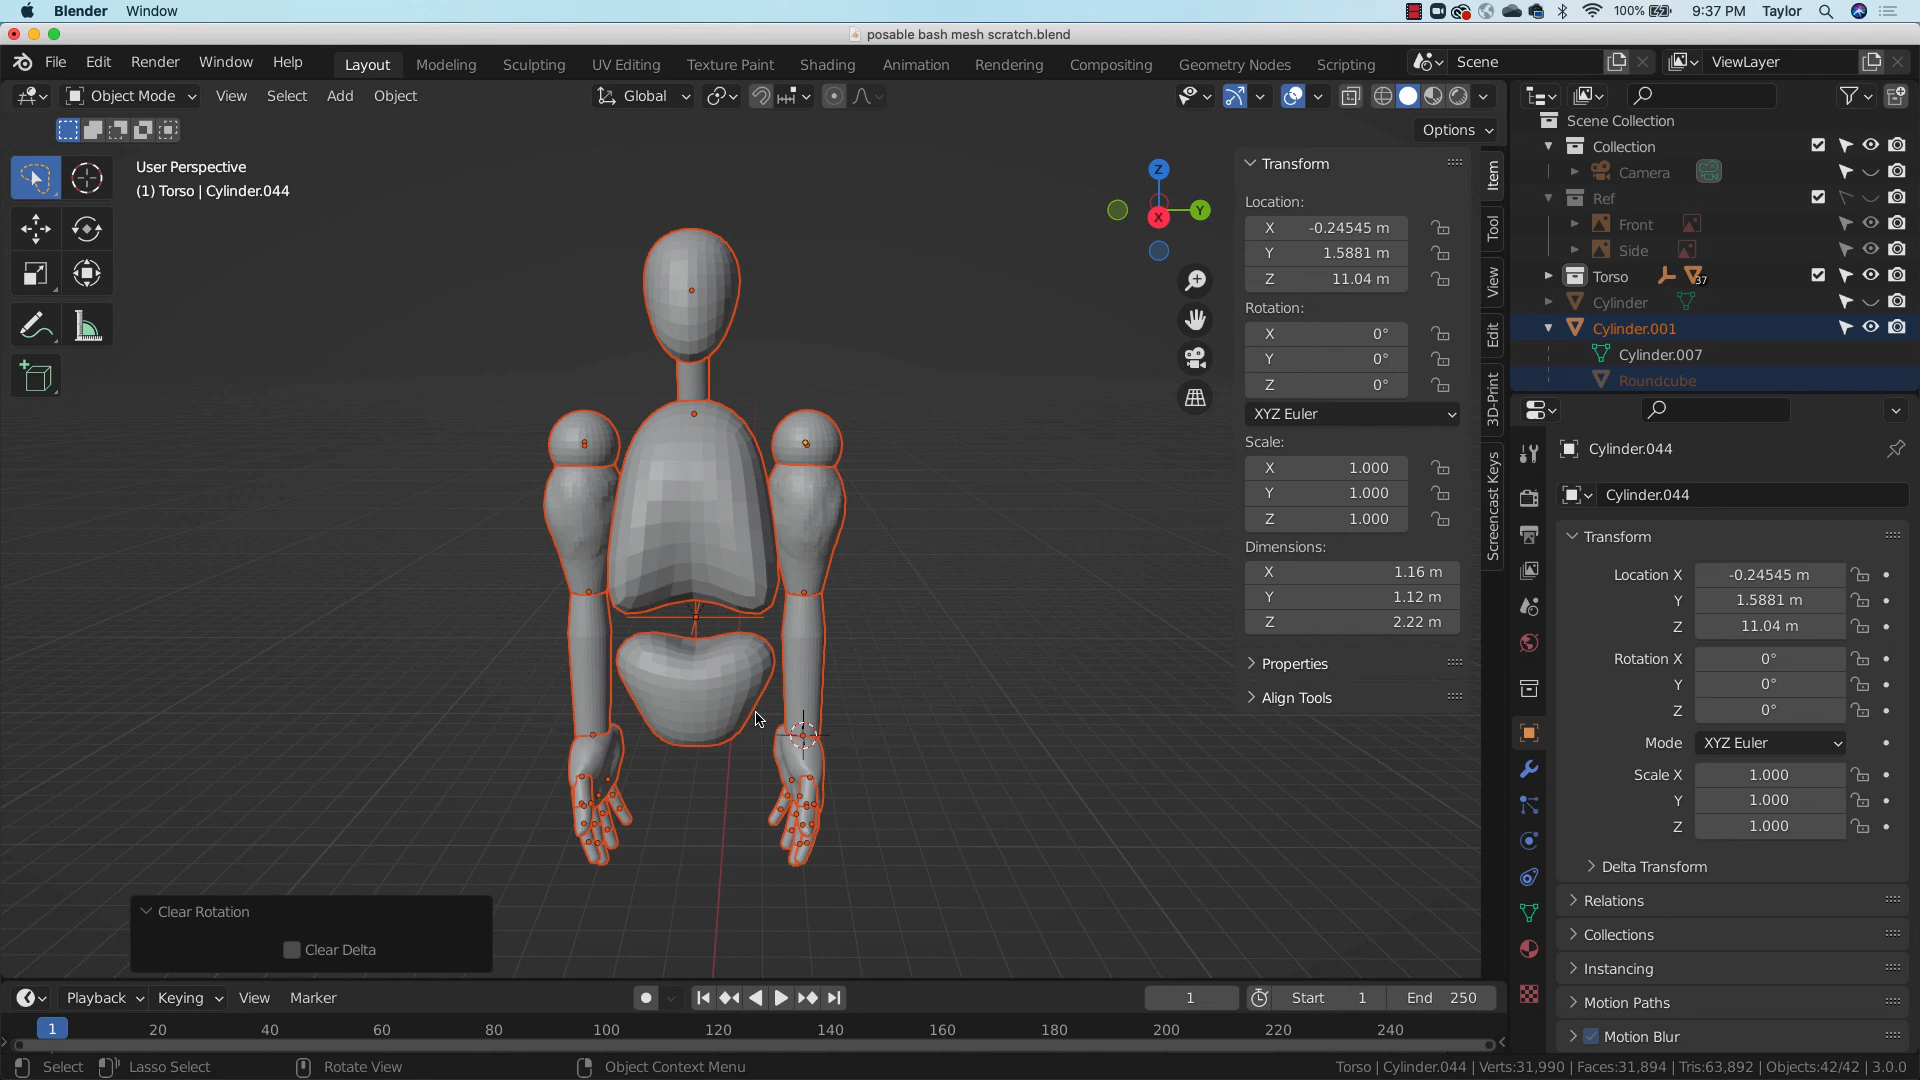 Blender Window 100% 9:37 PM Taylor
posable bash mesh scratch.blend
File Edit Render Window Help Layout Modeling Sculpting UV Editing Texture Paint Shading Animation Rendering Compositing Geometry Nodes Scripting Scene ViewLayer
Object Mode View Select Add Object Global
Options
User Perspective
(1) Torso | Cylinder.044
Z
Y
X
Transform
Location:
X -0.24545 m
Y 1.5881 m
Z 11.04 m
Rotation:
X 0°
Y 0°
Z 0°
XYZ Euler
Scale:
X 1.000
Y 1.000
Z 1.000
Dimensions:
X 1.16 m
Y 1.12 m
Z 2.22 m
Properties
Align Tools
Item
Tool
View
Edit
3D-Print
Screencast Keys
Scene Collection
Collection
Camera
Ref
Front
Side
Torso 37
Cylinder
Cylinder.001
Cylinder.007
Roundcube
Cylinder.044
Cylinder.044
Transform
Location X -0.24545 m
Y 1.5881 m
Z 11.04 m
Rotation X 0°
Y 0°
Z 0°
Mode XYZ Euler
Scale X 1.000
Y 1.000
Z 1.000
Delta Transform
Relations
Collections
Instancing
Motion Paths
Motion Blur
Clear Rotation
Clear Delta
Playback Keying View Marker 1 Start 1 End 250
1 20 40 60 80 100 120 140 160 180 200 220 240
Select Lasso Select Rotate View Object Context Menu Torso | Cylinder.044 | Verts:31,990 | Faces:31,894 | Tris:63,892 | Objects:42/42 | 3.0.0